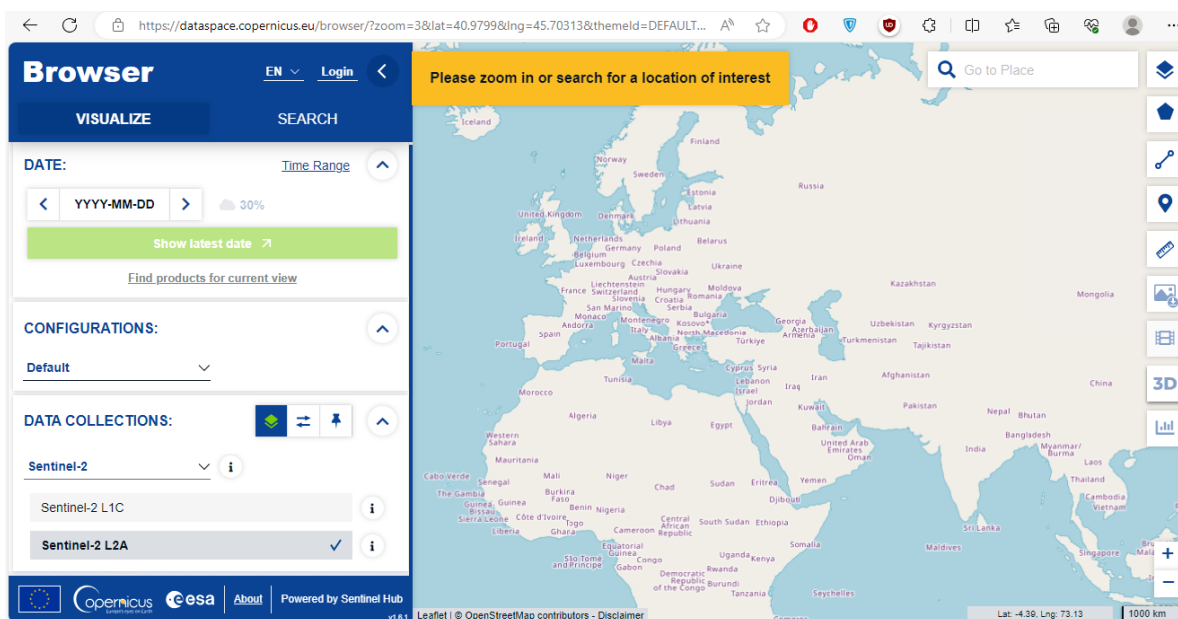 https://dataspace.copernicus.eu/browser/?zoom=3&lat=40.9799&lng=45.70313&themeId=DEFAULT...
Browser
EN
Login
Please zoom in or search for a location of interest
Go to Place
VISUALIZE
SEARCH
DATE:
Time Range
YYYY-MM-DD
30%
Show latest date
Find products for current view
CONFIGURATIONS:
Default
DATA COLLECTIONS:
Sentinel-2
i
Sentinel-2 L1C
i
Sentinel-2 L2A
i
Copernicus
Europe's eyes on Earth
esa
About
Powered by Sentinel Hub
v1.6.1
Iceland
Finland
Norway
Sweden
Russia
Estonia
Latvia
United Kingdom
Denmark
Lithuania
Ireland
Netherlands
Belarus
Germany
Poland
Belgium
Luxembourg
Czechia
Ukraine
Slovakia
Austria
Liechtenstein
France
Switzerland
Hungary
Moldova
Kazakhstan
Slovenia
Croatia
Romania
Mongolia
San Marino
Serbia
Monaco
Montenegro
Bulgaria
Andorra
Italy
Kosovo*
Georgia
Spain
Albania
North Macedonia
Azerbaijan
Armenia
Uzbekistan
Kyrgyzstan
Portugal
Greece
Türkiye
Turkmenistan
Tajikistan
Malta
Cyprus
Syria
Tunisia
Lebanon
Israel
Iraq
Iran
Afghanistan
China
Morocco
Jordan
Kuwait
Pakistan
Algeria
Libya
Egypt
Bahrain
Nepal
Bhutan
Western
Sahara
United Arab
Emirates
Oman
Bangladesh
India
Myanmar/
Burma
Laos
Mauritania
Cabo Verde
Senegal
Mali
Niger
Chad
Sudan
Eritrea
Yemen
Thailand
The Gambia
Burkina
Faso
Djibouti
Cambodia
Guinea
Bissau
Guinea
Benin
Nigeria
Vietnam
Sierra Leone
Côte d'Ivoire
Togo
Central
African
Republic
South Sudan
Ethiopia
Liberia
Ghana
Cameroon
Sri Lanka
Equatorial
Guinea
Somalia
Maldives
São Tomé
and Príncipe
Gabon
Congo
Uganda
Kenya
Singapore
Rwanda
Democratic
Republic
of the Congo
Burundi
Tanzania
Seychelles
3D
+
−
Leaflet | © OpenStreetMap contributors - Disclaimer
Lat: -4.39, Lng: 73.13
1000 km